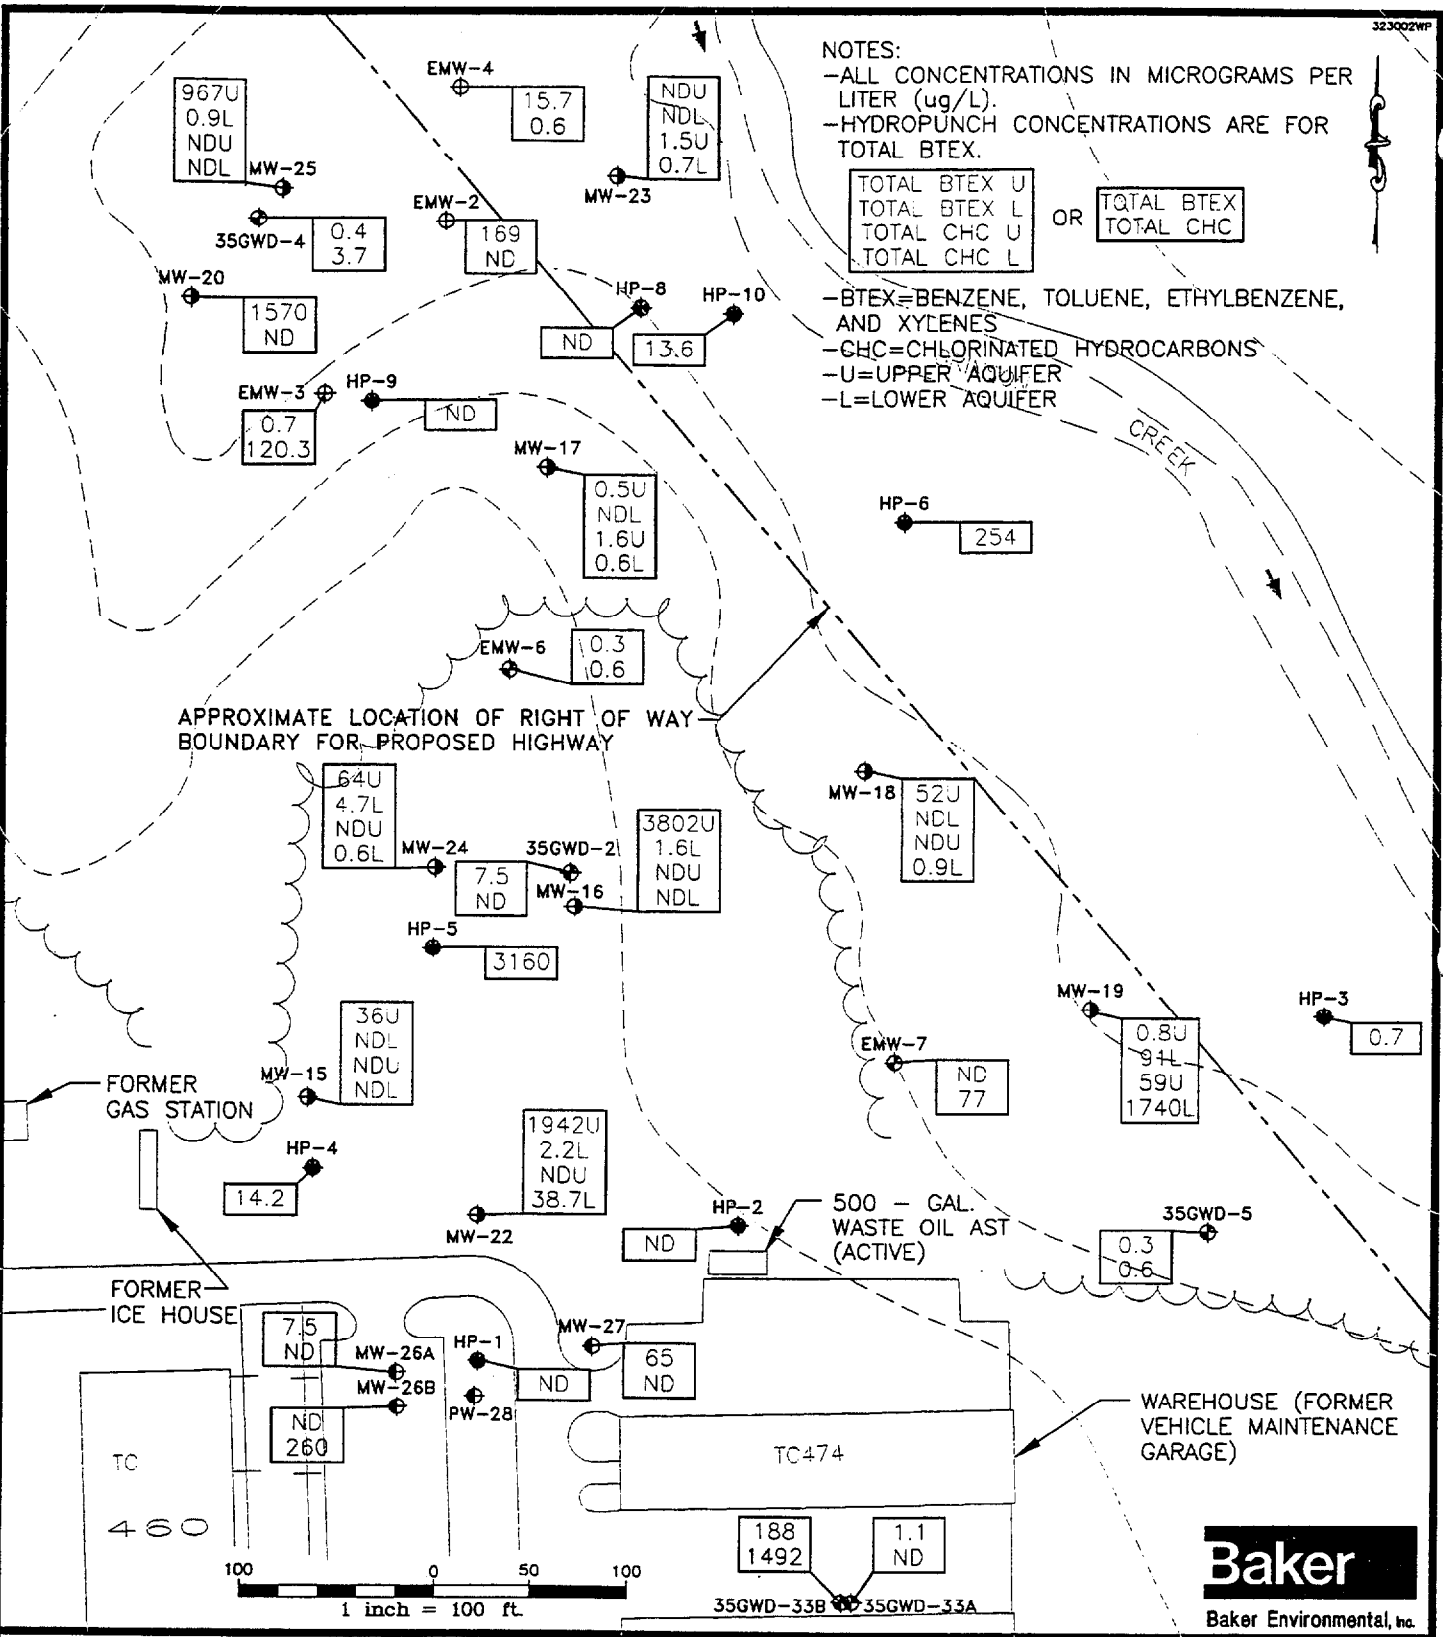 323002WP
NOTES:
-ALL CONCENTRATIONS IN MICROGRAMS PER
LITER (ug/L).
-HYDROPUNCH CONCENTRATIONS ARE FOR
TOTAL BTEX.
TOTAL BTEX U
TOTAL BTEX L
TOTAL CHC U
TOTAL CHC L
OR
TOTAL BTEX
TOTAL CHC
-BTEX=BENZENE, TOLUENE, ETHYLBENZENE,
AND XYLENES
-CHC=CHLORINATED HYDROCARBONS
-U=UPPER AQUIFER
-L=LOWER AQUIFER
EMW-4
15.7
0.6
967U
0.9L
NDU
NDL
MW-25
NDU
NDL
1.5U
0.7L
MW-23
35GWD-4
0.4
3.7
EMW-2
169
ND
MW-20
1570
ND
HP-8
ND
HP-10
13.6
EMW-3
0.7
120.3
HP-9
ND
MW-17
0.5U
NDL
1.6U
0.6L
CREEK
HP-6
254
EMW-6
0.3
0.6
APPROXIMATE LOCATION OF RIGHT OF WAY
BOUNDARY FOR PROPOSED HIGHWAY
64U
4.7L
NDU
0.6L
MW-24
35GWD-2
7.5
ND
MW-16
3802U
1.6L
NDU
NDL
MW-18
52U
NDL
NDU
0.9L
HP-5
3160
MW-19
0.8U
91L
59U
1740L
HP-3
0.7
36U
NDL
NDU
NDL
MW-15
EMW-7
ND
77
FORMER
GAS STATION
HP-4
14.2
1942U
2.2L
NDU
38.7L
MW-22
HP-2
ND
500 - GAL.
WASTE OIL AST
(ACTIVE)
35GWD-5
0.3
0.6
FORMER
ICE HOUSE
7.5
ND
MW-26A
MW-26B
ND
260
HP-1
ND
PW-28
MW-27
65
ND
WAREHOUSE (FORMER
VEHICLE MAINTENANCE
GARAGE)
TC
460
TC474
188
1492
1.1
ND
35GWD-33B
35GWD-33A
100 0 50 100
1 inch = 100 ft.
Baker
Baker Environmental, Inc.